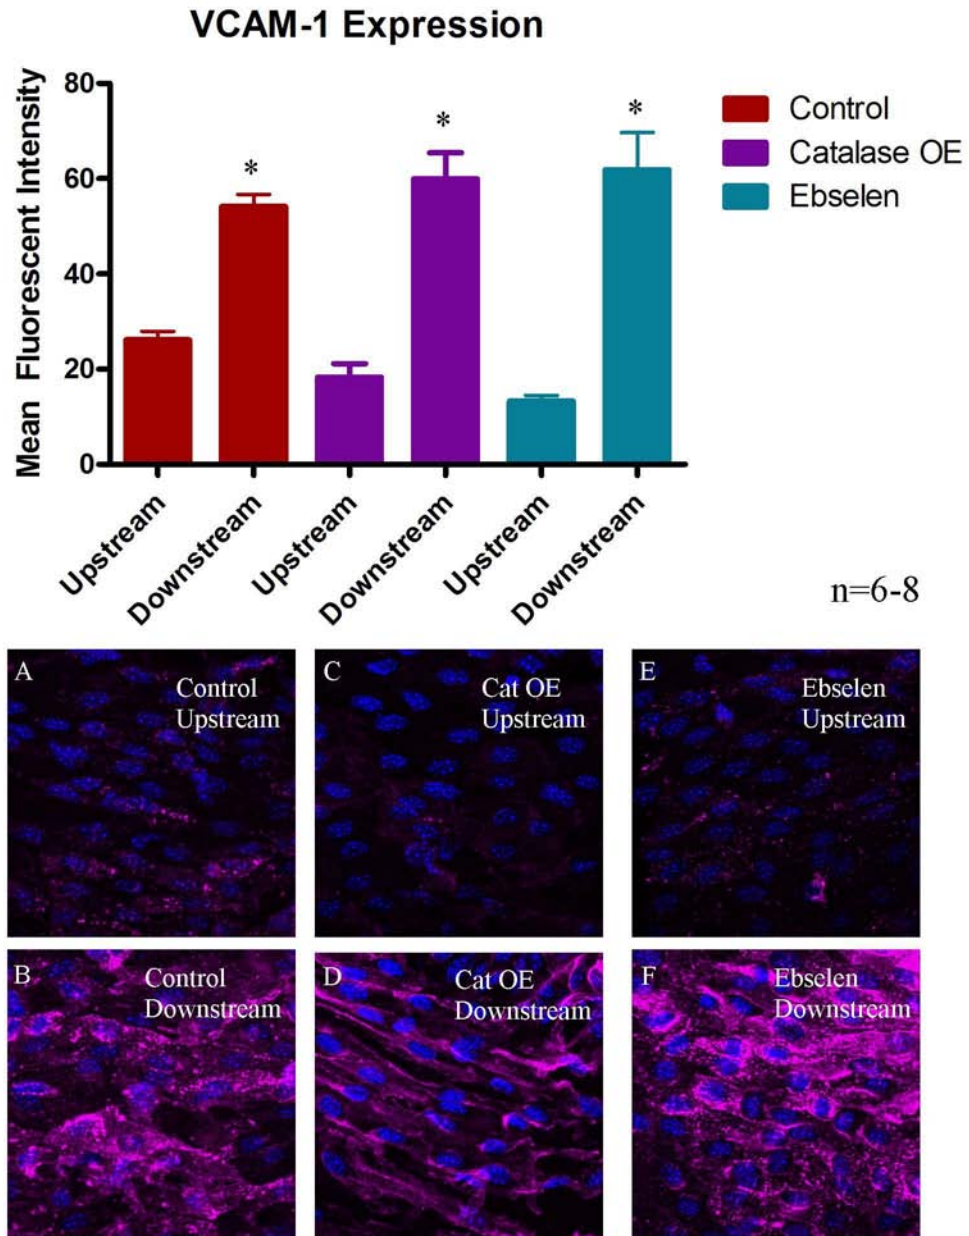 VCAM-1 Expression
Mean Fluorescent Intensity
80
60
40
20
0
*
*
*
Control
Catalase OE
Ebselen
Upstream
Downstream
Upstream
Downstream
Upstream
Downstream
n=6-8
A
Control
Upstream
C
Cat OE
Upstream
E
Ebselen
Upstream
B
Control
Downstream
D
Cat OE
Downstream
F
Ebselen
Downstream